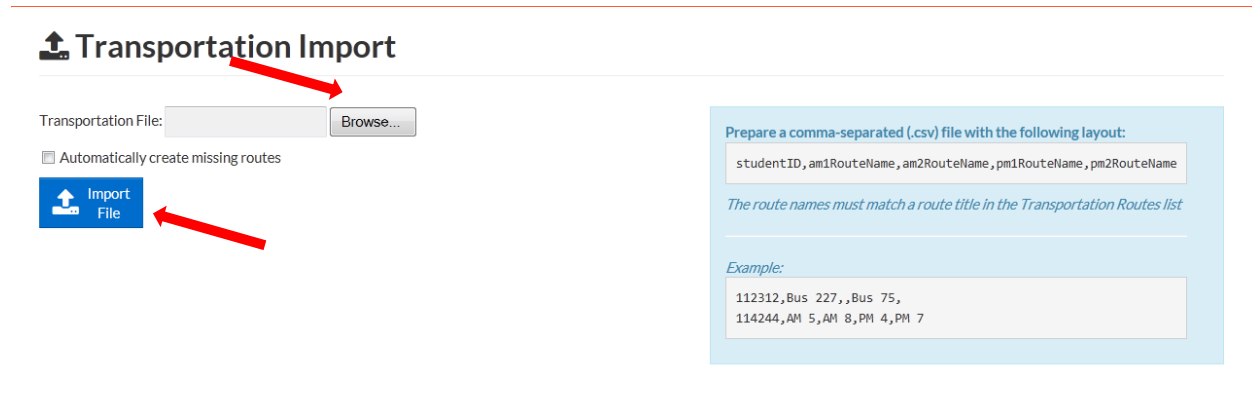 Transportation Import
Transportation File:
Browse...
Automatically create missing routes
Import
File
Prepare a comma-separated (.csv) file with the following layout:
studentID,am1RouteName,am2RouteName,pm1RouteName,pm2RouteName
The route names must match a route title in the Transportation Routes list
Example:
112312,Bus 227,,Bus 75,
114244,AM 5,AM 8,PM 4,PM 7